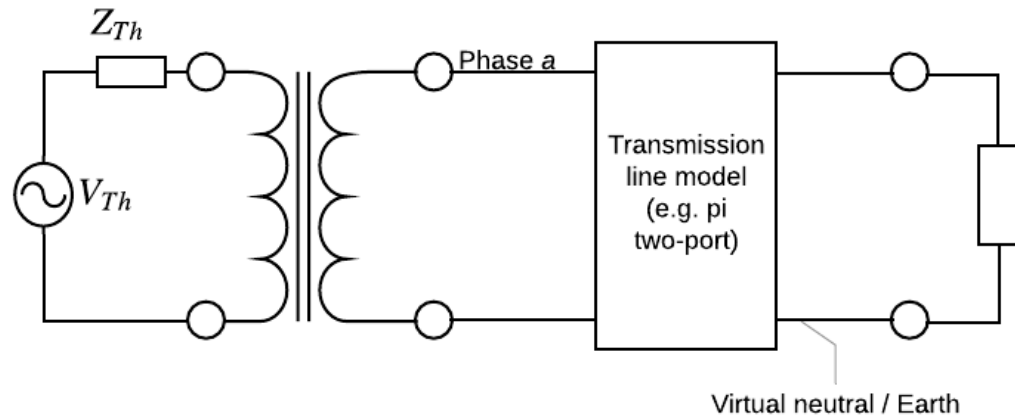 Z_Th
Phase a
V_Th
Transmission
line model
(e.g. pi
two-port)
Virtual neutral / Earth